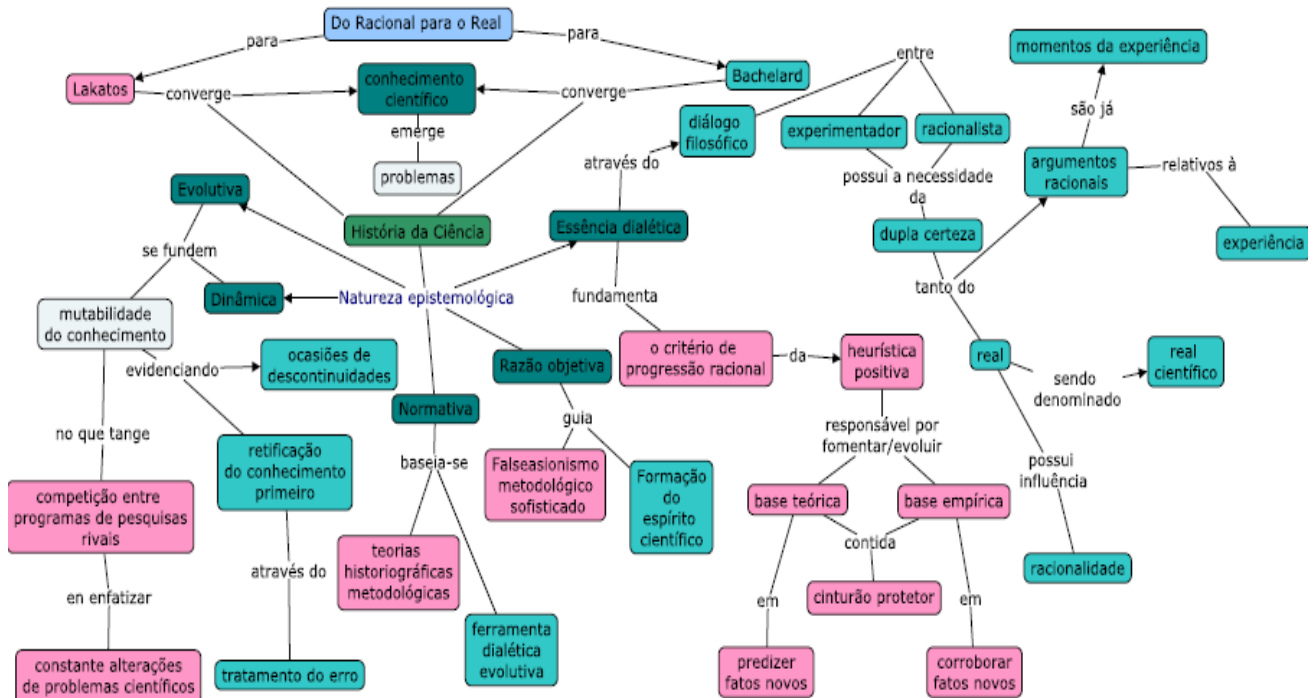 Do Racional para o Real
para
para
Lakatos
converge
conhecimento
científico
converge
Bachelard
emerge
problemas
História da Ciência
entre
diálogo
filosófico
experimentador
racionalista
momentos da experiência
são já
argumentos
racionais
relativos à
experiência
através do
possui a necessidade
da
dupla certeza
tanto do
Evolutiva
se fundem
Dinâmica
Natureza epistemológica
Essência dialética
fundamenta
mutabilidade
do conhecimento
evidenciando
ocasiões de
descontinuidades
Razão objetiva
o critério de
progressão racional
da
heurística
positiva
real
sendo
denominado
real
científico
no que tange
retificação
do conhecimento
primeiro
Normativa
baseia-se
guia
Falseasionismo
metodológico
sofisticado
Formação
do
espírito
científico
responsável por
fomentar/evoluir
possui
influência
base teórica
base empírica
contida
cinturão protetor
racionalidade
competição entre
programas de pesquisas
rivais
en enfatizar
constante alterações
de problemas científicos
através do
tratamento do erro
teorias
historiográficas
metodológicas
ferramenta
dialética
evolutiva
em
predizer
fatos novos
em
corroborar
fatos novos